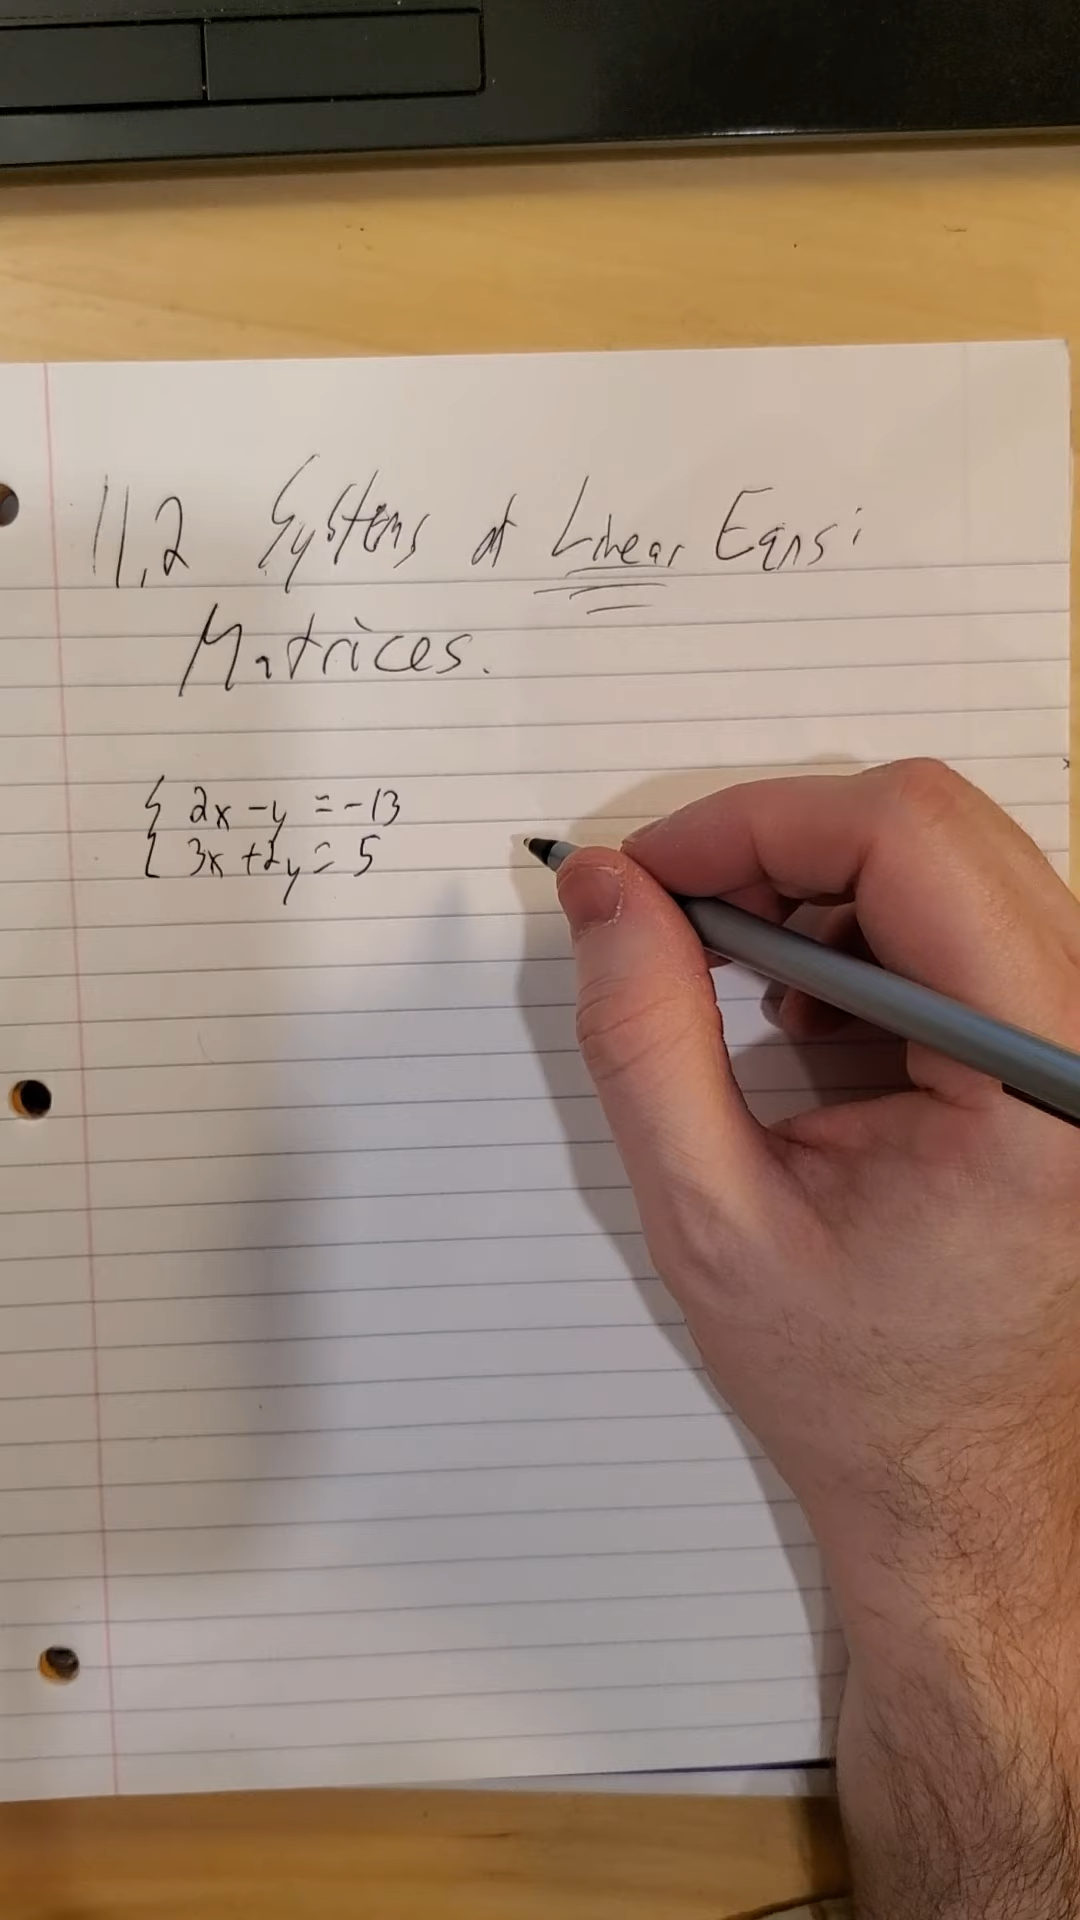 11.2 Systems of Linear Eqns:
Matrices.
{ 2x - y = -13
{ 3x + 2y = 5